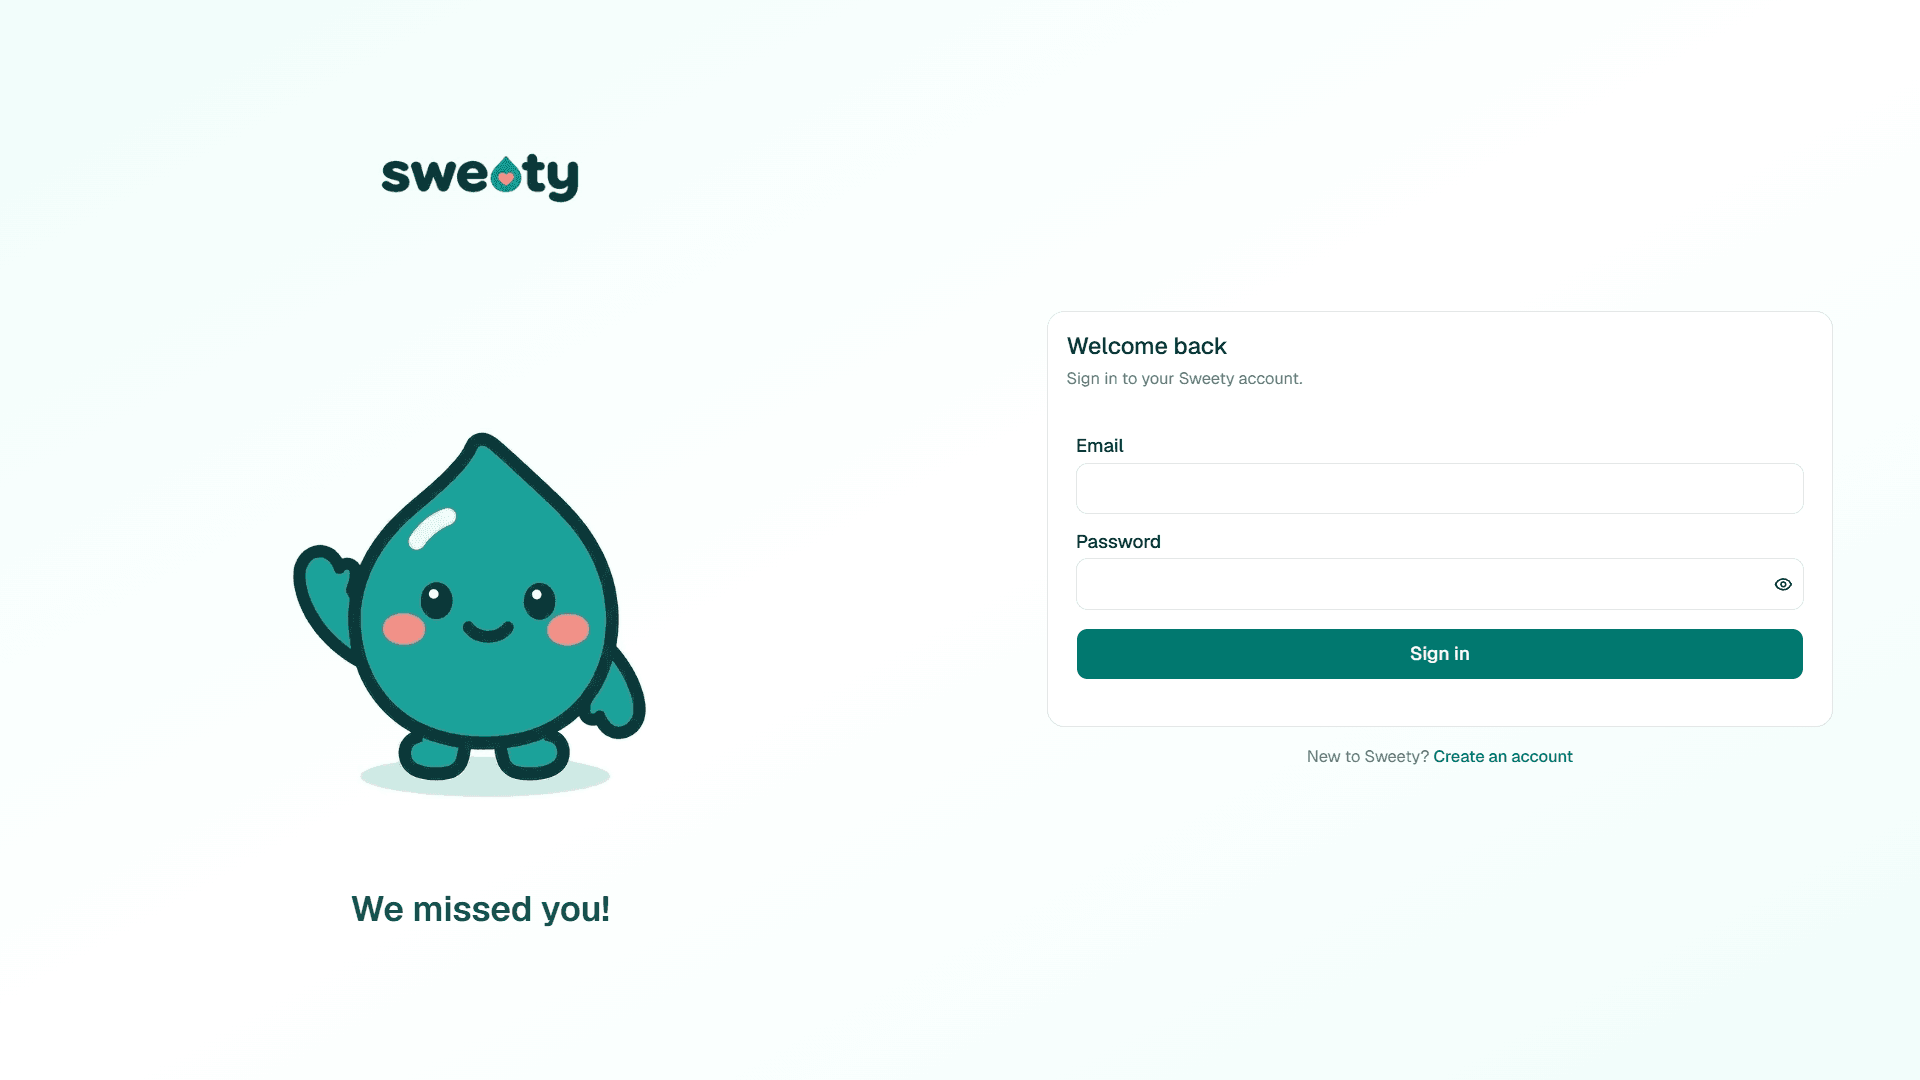 sweety
We missed you!
Welcome back
Sign in to your Sweety account.
Email
Password
Sign in
New to Sweety? Create an account